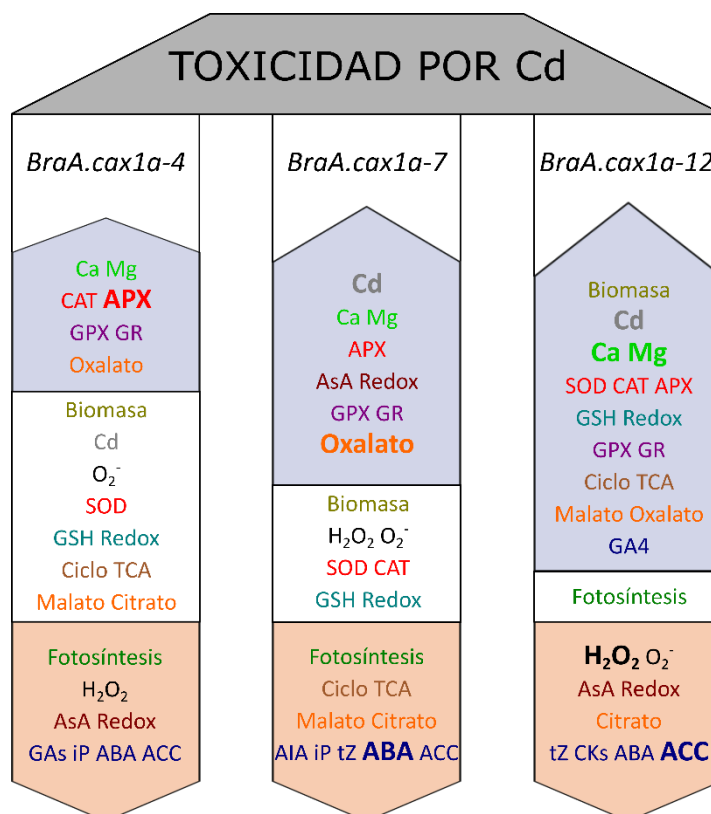 TOXICIDAD POR Cd
BraA.cax1a-4
Ca Mg
CAT APX
GPX GR
Oxalato
Biomasa
Cd
O₂⁻
SOD
GSH Redox
Ciclo TCA
Malato Citrato
Fotosíntesis
H₂O₂
AsA Redox
GAs iP ABA ACC
BraA.cax1a-7
Cd
Ca Mg
APX
AsA Redox
GPX GR
Oxalato
Biomasa
H₂O₂ O₂⁻
SOD CAT
GSH Redox
Fotosíntesis
Ciclo TCA
Malato Citrato
AIA iP tZ ABA ACC
BraA.cax1a-12
Biomasa
Cd
Ca Mg
SOD CAT APX
GSH Redox
GPX GR
Ciclo TCA
Malato Oxalato
GA4
Fotosíntesis
H₂O₂ O₂⁻
AsA Redox
Citrato
tZ CKs ABA ACC